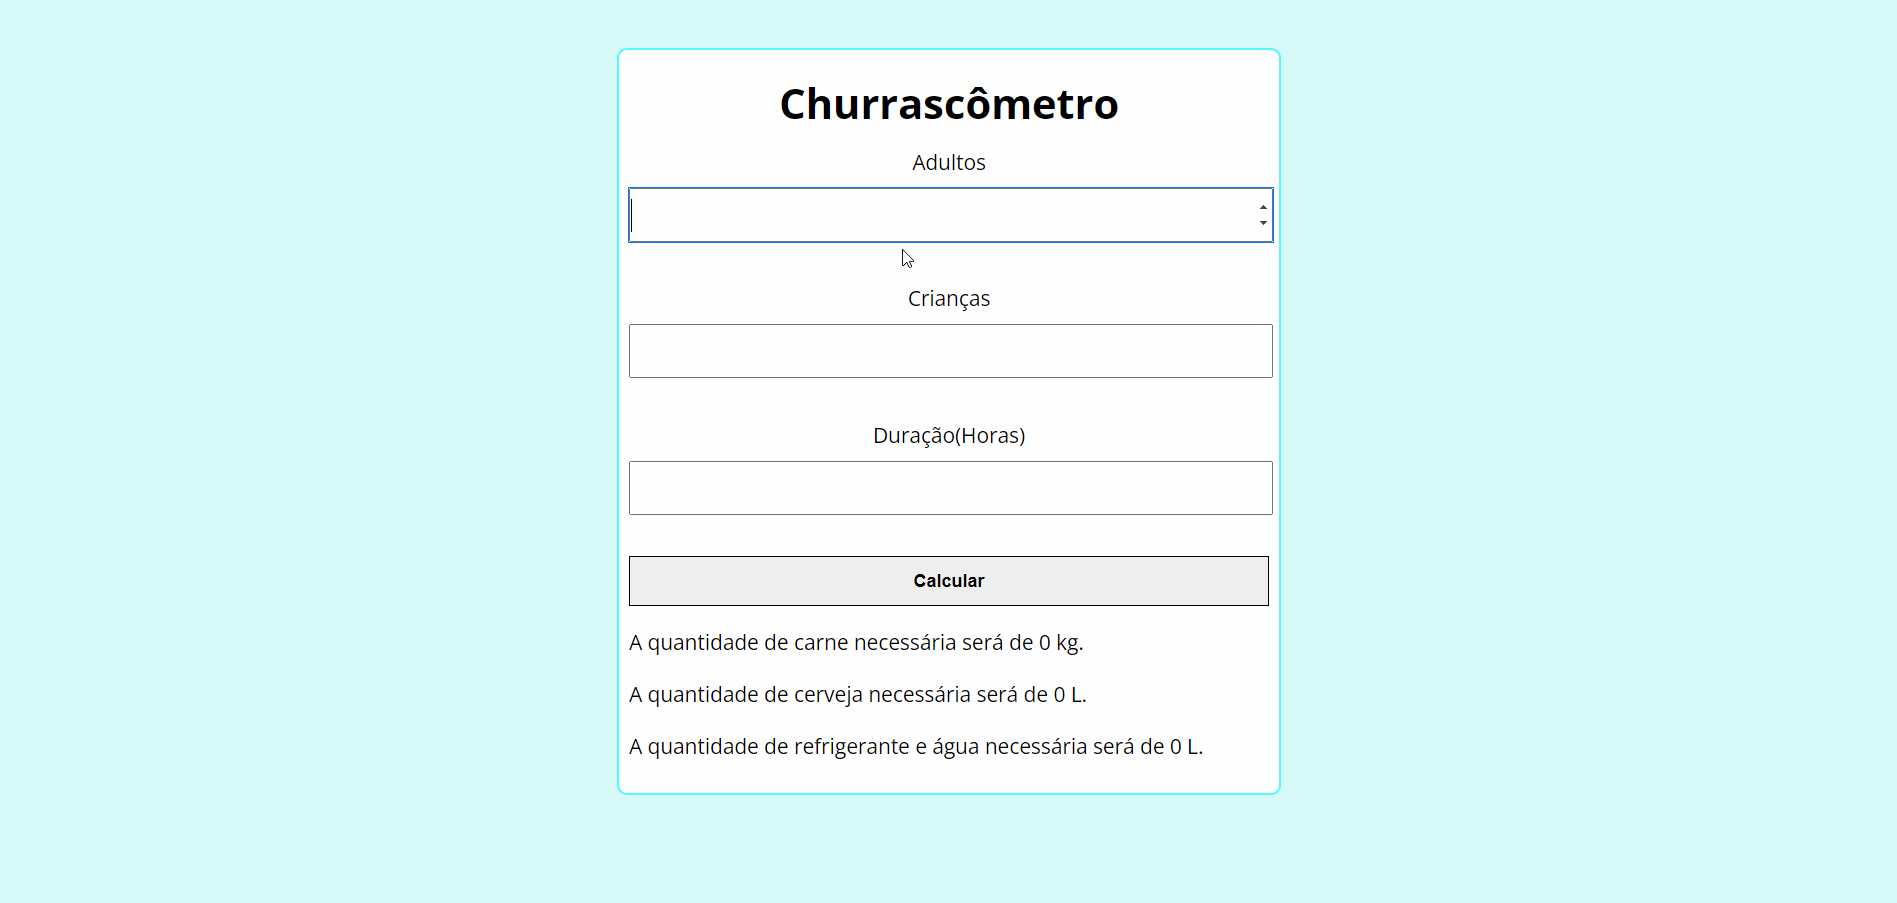 Churrascômetro
Adultos
Crianças
Duração(Horas)
Calcular
A quantidade de carne necessária será de 0 kg.
A quantidade de cerveja necessária será de 0 L.
A quantidade de refrigerante e água necessária será de 0 L.